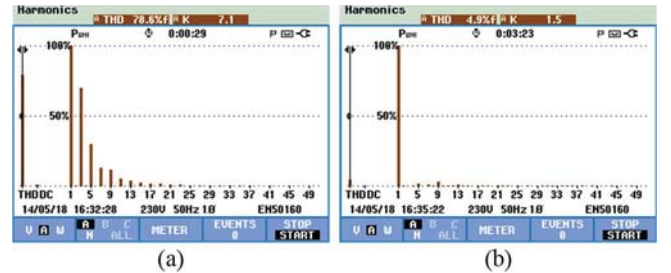 Harmonics
A THD 78.6%f A K 7.1
0:00:29
100%
50%
THDDC 1 5 9 13 17 21 25 29 33 37 41 45 49
14/05/18 16:32:28 230V 50Hz 1Ø EN50160
V A W A B C N ALL METER EVENTS 0 STOP START
(a)
Harmonics
A THD 4.9%f A K 1.5
0:03:23
100%
50%
THDDC 1 5 9 13 17 21 25 29 33 37 41 45 49
14/05/18 16:35:22 230V 50Hz 1Ø EN50160
V A W A B C N ALL METER EVENTS 0 STOP START
(b)